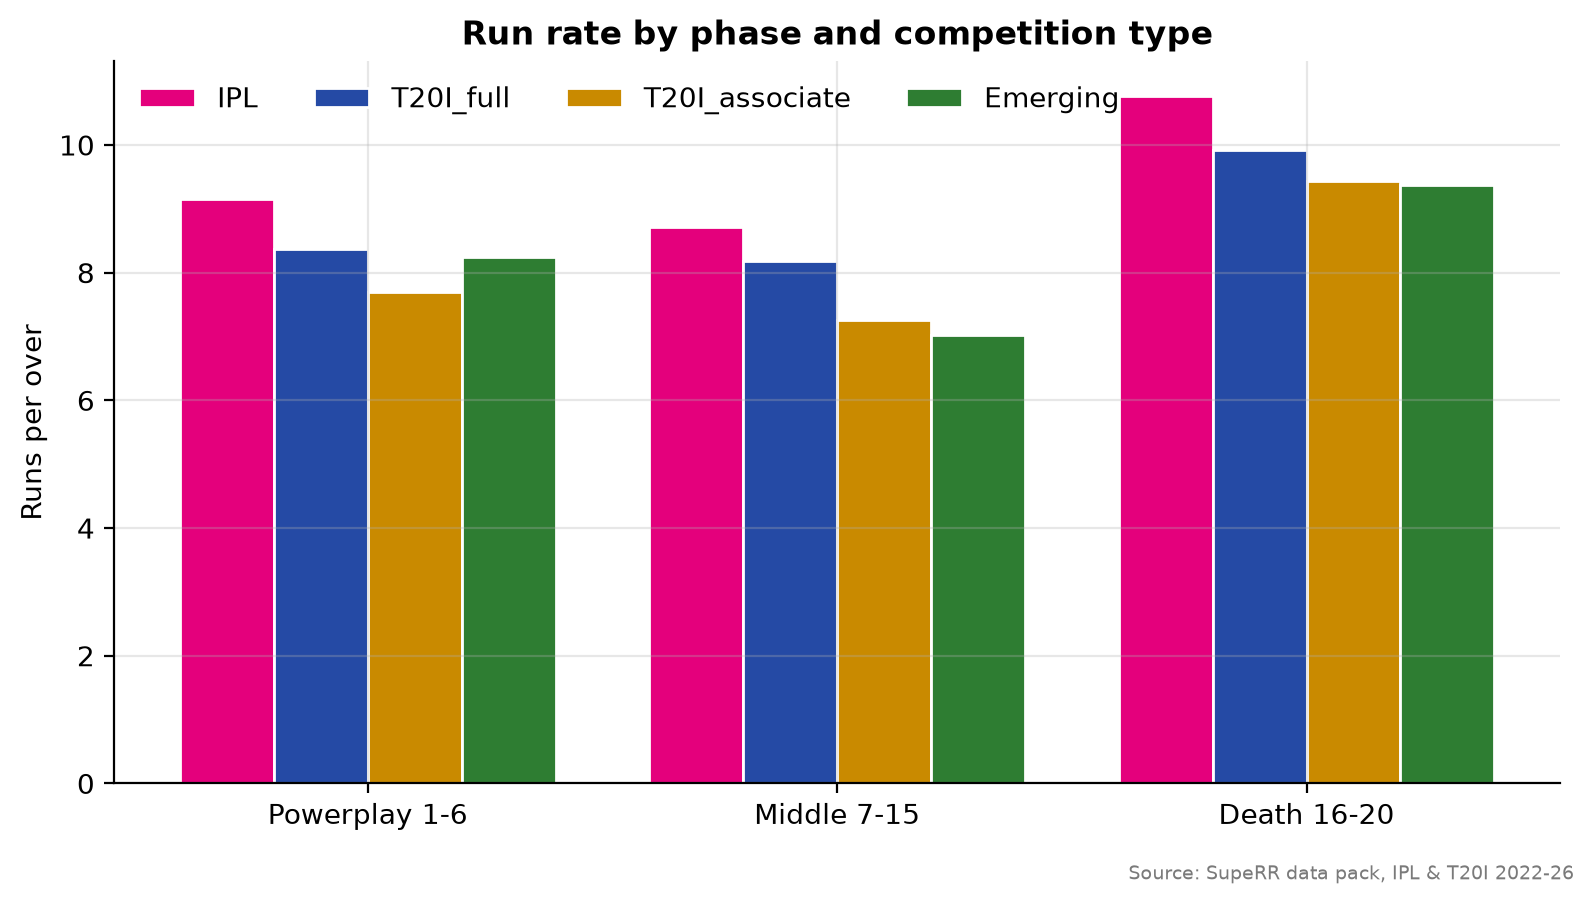 Run rate by phase and competition type
IPL T20I_full T20I_associate Emerging
10
8
6
4
2
0
Runs per over
Powerplay 1-6 Middle 7-15 Death 16-20
Source: SupeRR data pack, IPL & T20I 2022-26